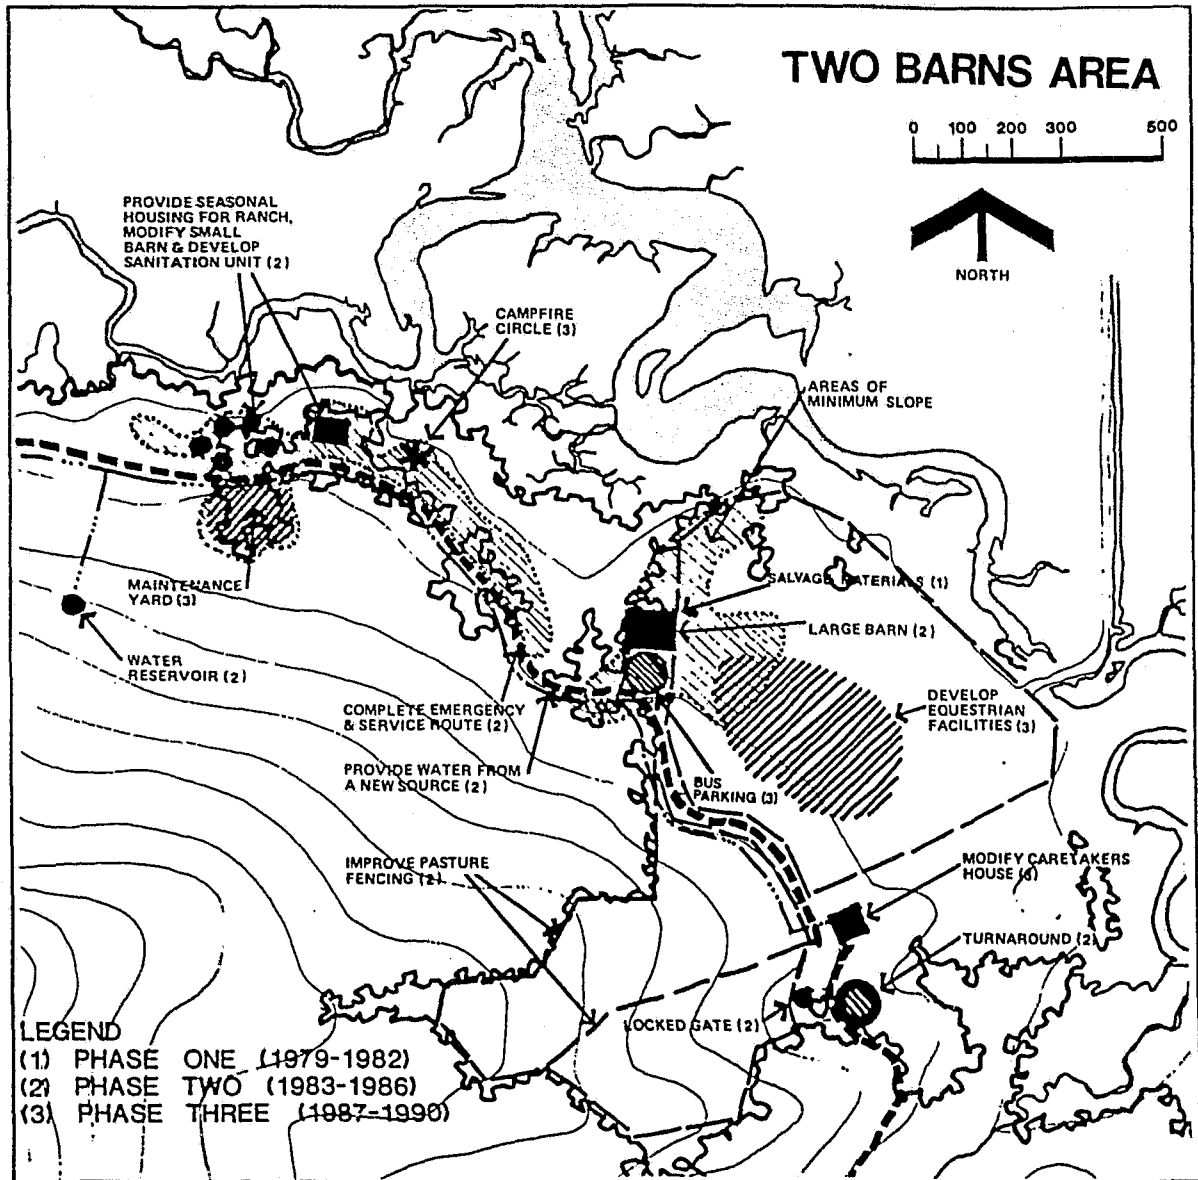 TWO BARNS AREA
0 100 200 300 500
NORTH
PROVIDE SEASONAL
HOUSING FOR RANCH,
MODIFY SMALL
BARN & DEVELOP
SANITATION UNIT (2)
CAMPFIRE
CIRCLE (3)
AREAS OF
MINIMUM SLOPE
MAINTENANCE
YARD (3)
SALVAGE MATERIALS (1)
LARGE BARN (2)
WATER
RESERVOIR (2)
COMPLETE EMERGENCY
& SERVICE ROUTE (2)
DEVELOP
EQUESTRIAN
FACILITIES (3)
PROVIDE WATER FROM
A NEW SOURCE (2)
BUS
PARKING (3)
IMPROVE PASTURE
FENCING (2)
MODIFY CARETAKERS
HOUSE (3)
TURNAROUND (2)
LOCKED GATE (2)
LEGEND
(1) PHASE ONE (1979-1982)
(2) PHASE TWO (1983-1986)
(3) PHASE THREE (1987-1990)